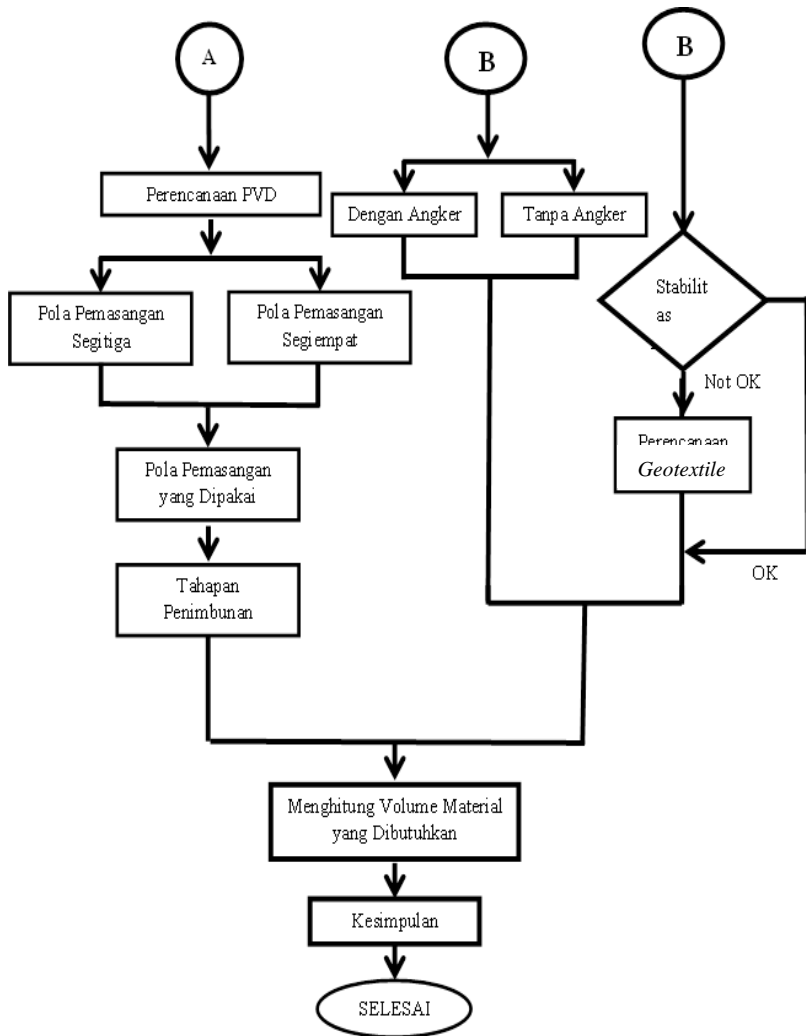 A
B
B
Perencanaan PVD
Dengan Angker
Tanpa Angker
Stabilit
as
Pola Pemasangan
Segitiga
Pola Pemasangan
Segiempat
Not OK
Perencanaan
Geotextile
Pola Pemasangan
yang Dipakai
OK
Tahapan
Penimbunan
Menghitung Volume Material
yang Dibutuhkan
Kesimpulan
SELESAI